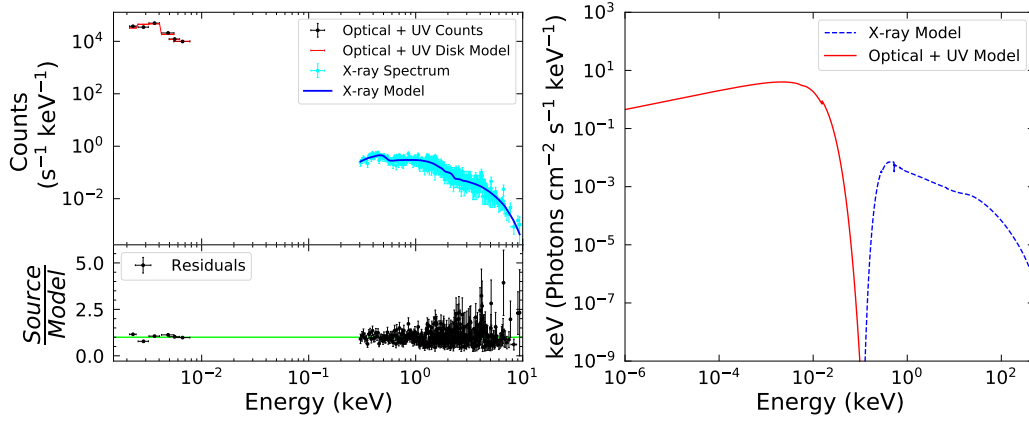 10^4
10^2
10^0
10^-2
Counts
(s^-1 keV^-1)
Optical + UV Counts
Optical + UV Disk Model
X-ray Spectrum
X-ray Model
5.0
2.5
0.0
Source
Model
Residuals
10^-2
10^-1
10^0
10^1
Energy (keV)
10^3
10^1
10^-1
10^-3
10^-5
10^-7
10^-9
keV (Photons cm^-2 s^-1 keV^-1)
X-ray Model
Optical + UV Model
10^-6
10^-4
10^-2
10^0
10^2
Energy (keV)